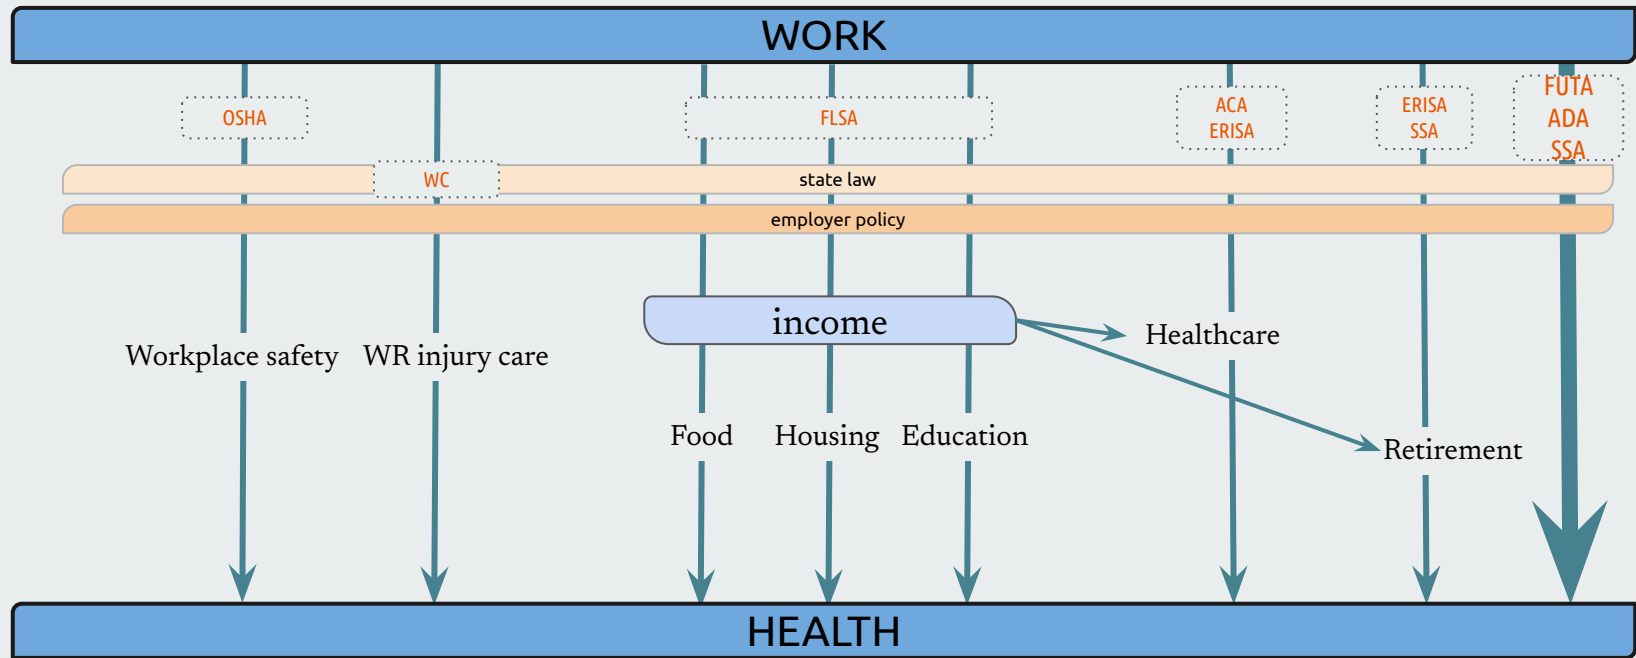 WORK
OSHA
FLSA
ACA
ERISA
ERISA
SSA
FUTA
ADA
SSA
WC
state law
employer policy
income
Healthcare
Workplace safety
WR injury care
Food
Housing
Education
Retirement
HEALTH